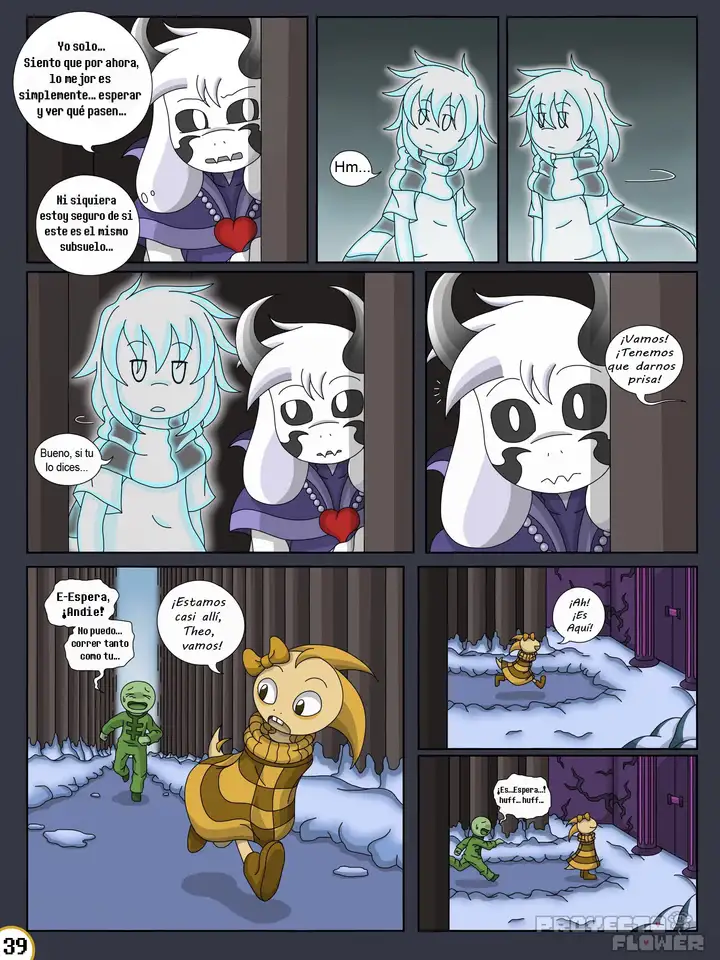 Yo solo...
Siento que por ahora,
lo mejor es
simplemente... esperar
y ver qué pasen...
Ni siquiera
estoy seguro de si
este es el mismo
subsuelo...
Hm...
Bueno, si tu
lo dices...
¡Vamos!
¡Tenemos
que darnos
prisa!
E-Espera,
¡Andie!
No puedo...
correr tanto
como tu...
¡Estamos
casi allí,
Theo,
vamos!
¡Ah!
¡Es
Aquí!
¡Es...Espera...!
huff... huff...
PROYECTO
FLOWER
39